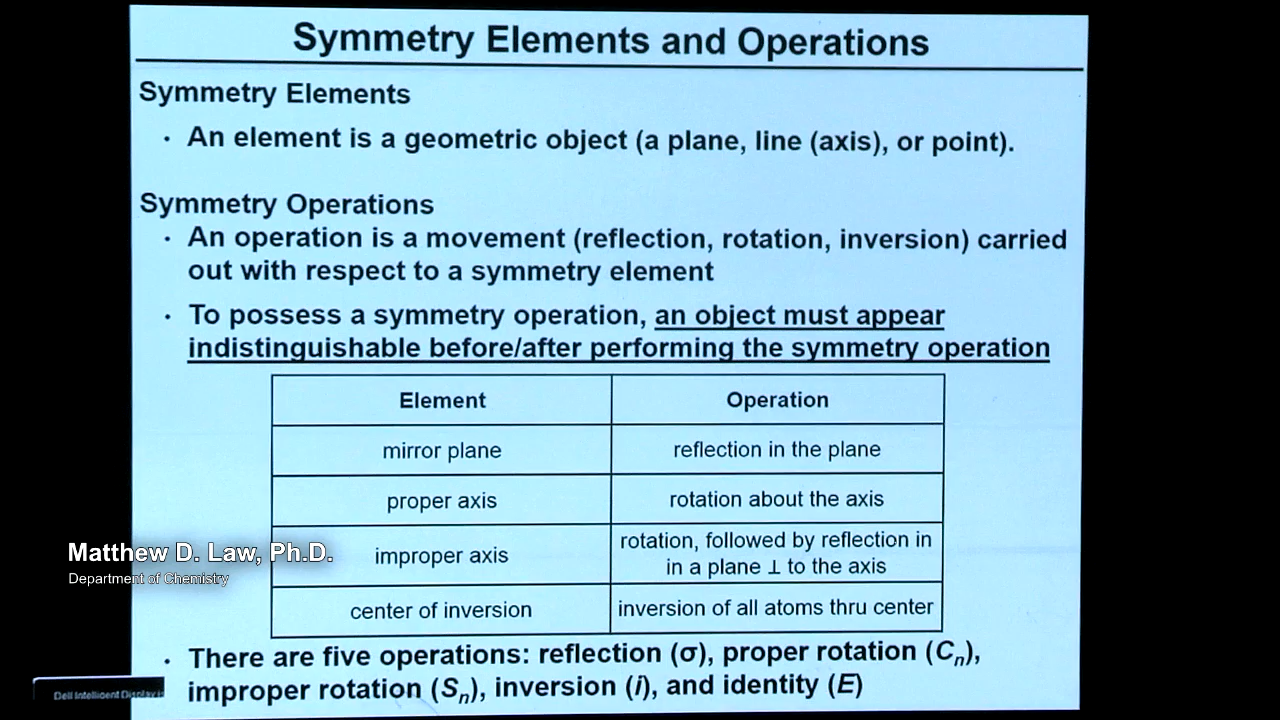 Symmetry Elements and Operations
Symmetry Elements
· An element is a geometric object (a plane, line (axis), or point).
Symmetry Operations
· An operation is a movement (reflection, rotation, inversion) carried
out with respect to a symmetry element
· To possess a symmetry operation, an object must appear
indistinguishable before/after performing the symmetry operation
Element Operation
mirror plane reflection in the plane
proper axis rotation about the axis
improper axis rotation, followed by reflection in
in a plane ⊥ to the axis
center of inversion inversion of all atoms thru center
· There are five operations: reflection (σ), proper rotation (Cn),
improper rotation (Sn), inversion (i), and identity (E)
Matthew D. Law, Ph.D.
Department of Chemistry
Dell Intelligent Display